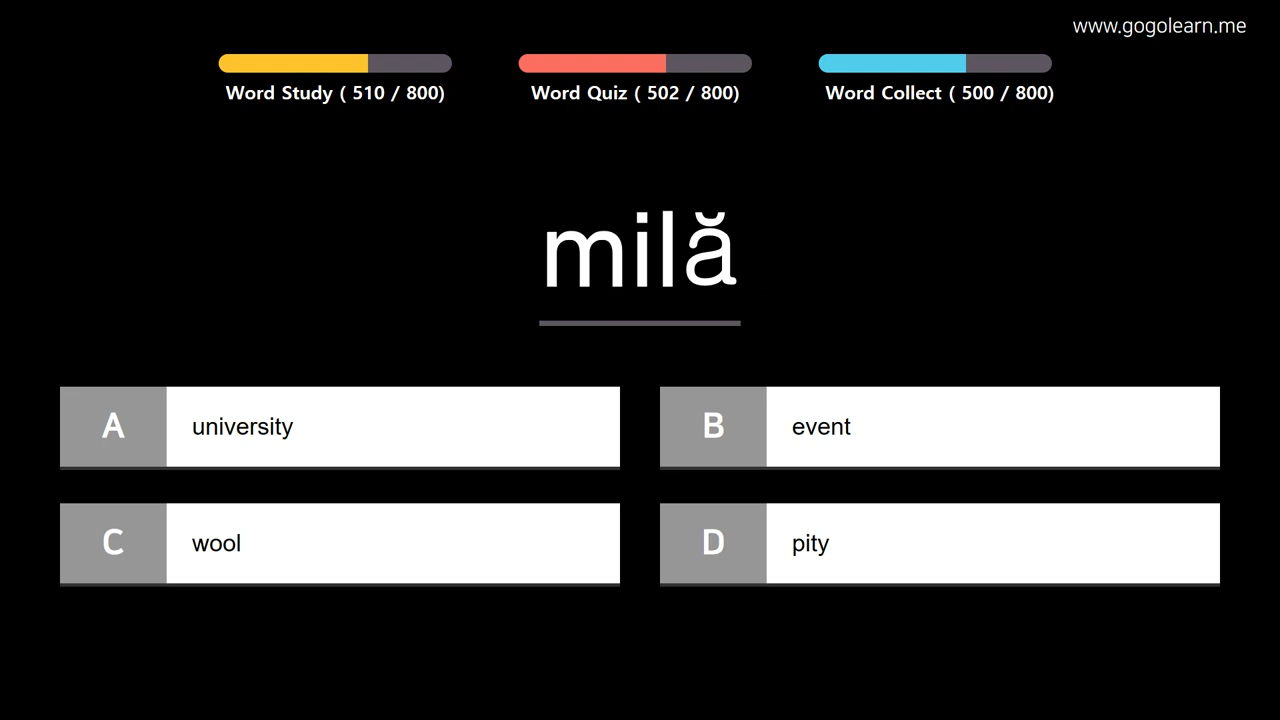 www.gogolearn.me
Word Study ( 510 / 800)
Word Quiz ( 502 / 800)
Word Collect ( 500 / 800)
milă
A university
B event
C wool
D pity